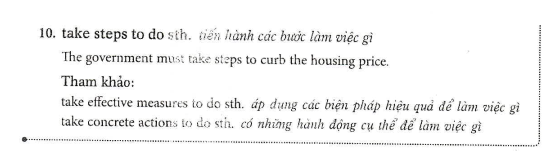 10. take steps to do sth. tiến hành các bước làm việc gì
The government must take steps to curb the housing price.
Tham khảo:
take effective measures to do sth. áp dụng các biện pháp hiệu quả để làm việc gì
take concrete actions to do sth. có những hành động cụ thể để làm việc gì